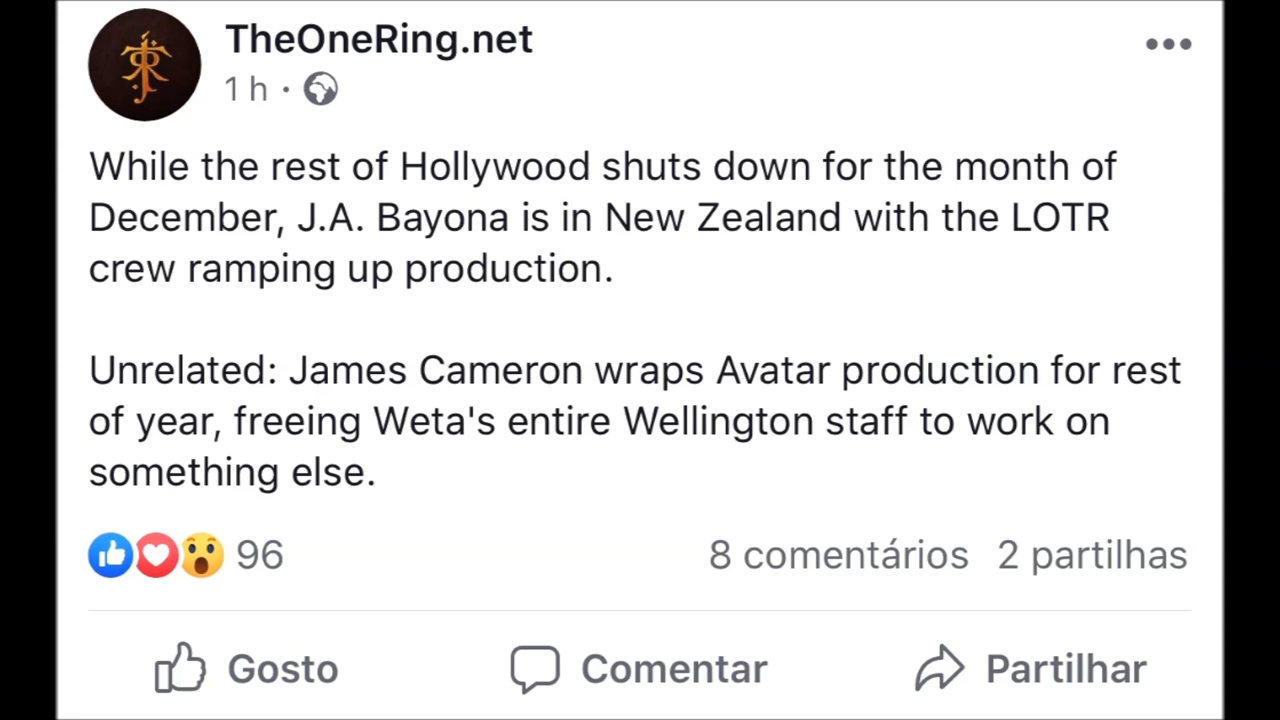 TheOneRing.net
1 h ·
While the rest of Hollywood shuts down for the month of
December, J.A. Bayona is in New Zealand with the LOTR
crew ramping up production.
Unrelated: James Cameron wraps Avatar production for rest
of year, freeing Weta's entire Wellington staff to work on
something else.
96 8 comentários 2 partilhas
Gosto Comentar Partilhar